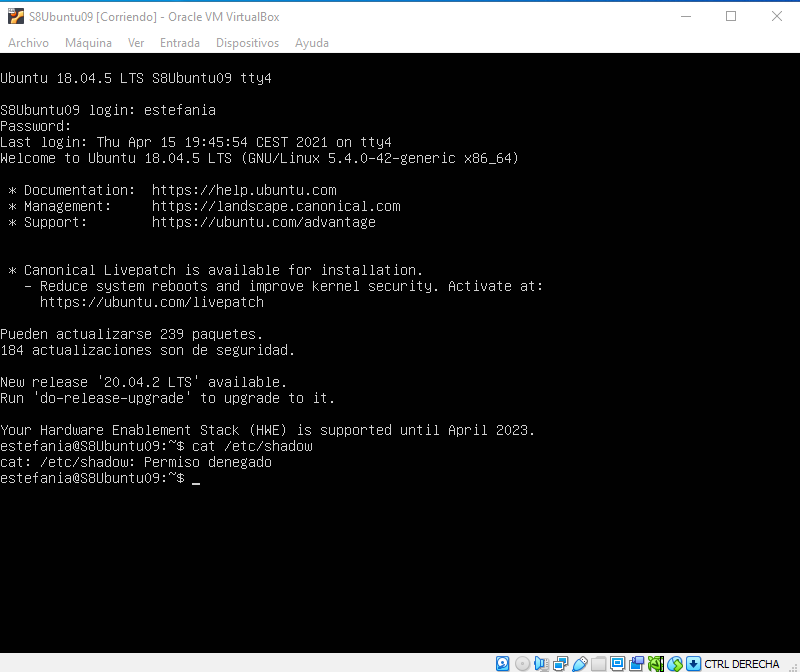 S8Ubuntu09 [Corriendo] - Oracle VM VirtualBox
Archivo Máquina Ver Entrada Dispositivos Ayuda
Ubuntu 18.04.5 LTS S8Ubuntu09 tty4
S8Ubuntu09 login: estefania
Password:
Last login: Thu Apr 15 19:45:54 CEST 2021 on tty4
Welcome to Ubuntu 18.04.5 LTS (GNU/Linux 5.4.0-42-generic x86_64)
* Documentation: https://help.ubuntu.com
* Management: https://landscape.canonical.com
* Support: https://ubuntu.com/advantage
* Canonical Livepatch is available for installation.
- Reduce system reboots and improve kernel security. Activate at:
https://ubuntu.com/livepatch
Pueden actualizarse 239 paquetes.
184 actualizaciones son de seguridad.
New release '20.04.2 LTS' available.
Run 'do-release-upgrade' to upgrade to it.
Your Hardware Enablement Stack (HWE) is supported until April 2023.
estefania@S8Ubuntu09:~$ cat /etc/shadow
cat: /etc/shadow: Permiso denegado
estefania@S8Ubuntu09:~$ _
CTRL DERECHA